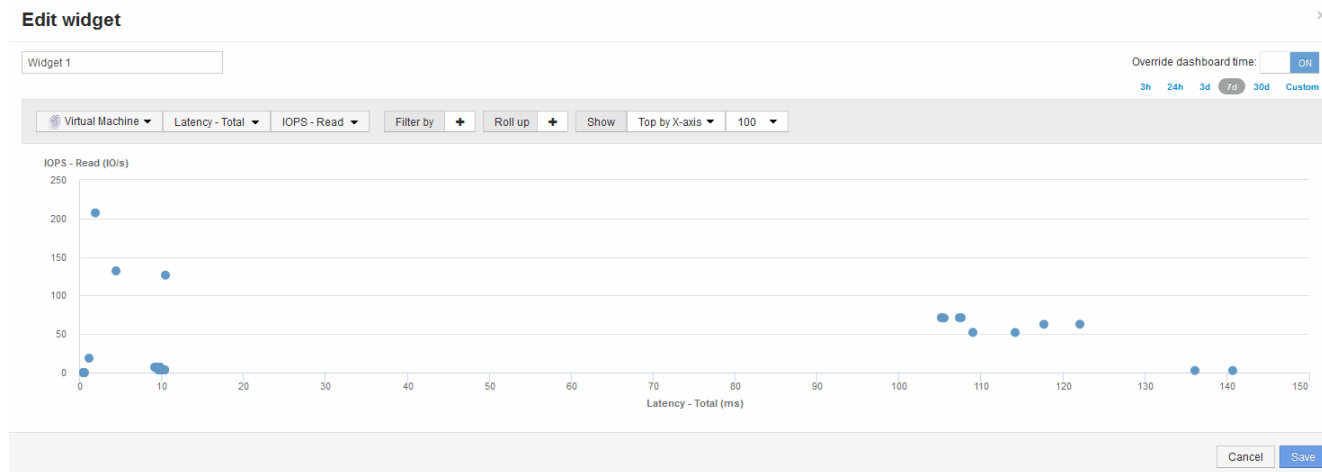 Edit widget
×
Widget 1
Override dashboard time: ON
3h 24h 3d 7d 30d Custom
Virtual Machine Latency - Total IOPS - Read Filter by + Roll up + Show Top by X-axis 100
IOPS - Read (IO/s)
250
200
150
100
50
0
0 10 20 30 40 50 60 70 80 90 100 110 120 130 140 150
Latency - Total (ms)
Cancel Save